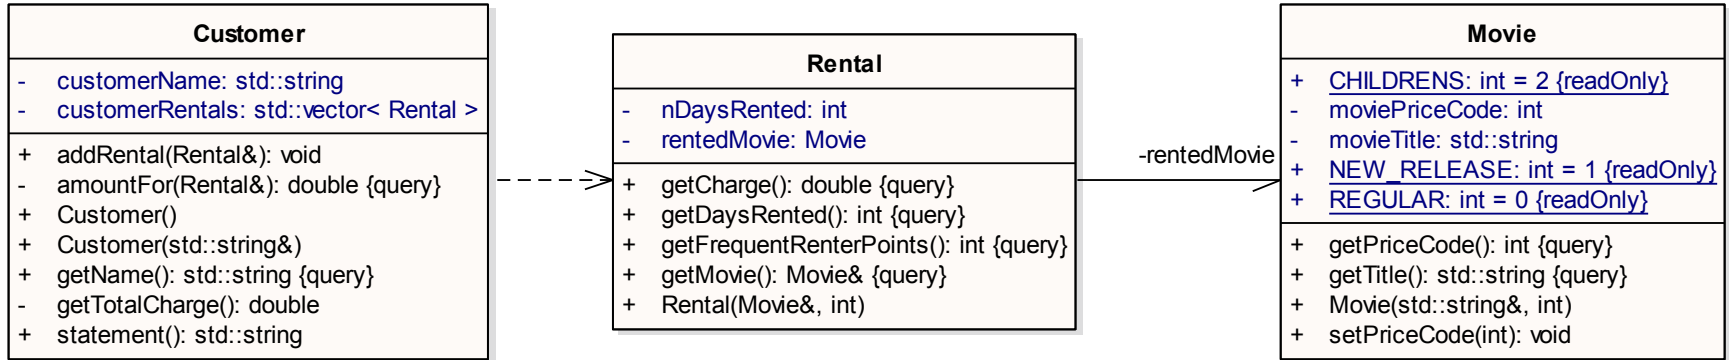 Customer
- customerName: std::string
- customerRentals: std::vector< Rental >
+ addRental(Rental&): void
- amountFor(Rental&): double {query}
+ Customer()
+ Customer(std::string&)
+ getName(): std::string {query}
- getTotalCharge(): double
+ statement(): std::string
Rental
- nDaysRented: int
- rentedMovie: Movie
+ getCharge(): double {query}
+ getDaysRented(): int {query}
+ getFrequentRenterPoints(): int {query}
+ getMovie(): Movie& {query}
+ Rental(Movie&, int)
-rentedMovie
Movie
+ CHILDRENS: int = 2 {readOnly}
- moviePriceCode: int
- movieTitle: std::string
+ NEW_RELEASE: int = 1 {readOnly}
+ REGULAR: int = 0 {readOnly}
+ getPriceCode(): int {query}
+ getTitle(): std::string {query}
+ Movie(std::string&, int)
+ setPriceCode(int): void